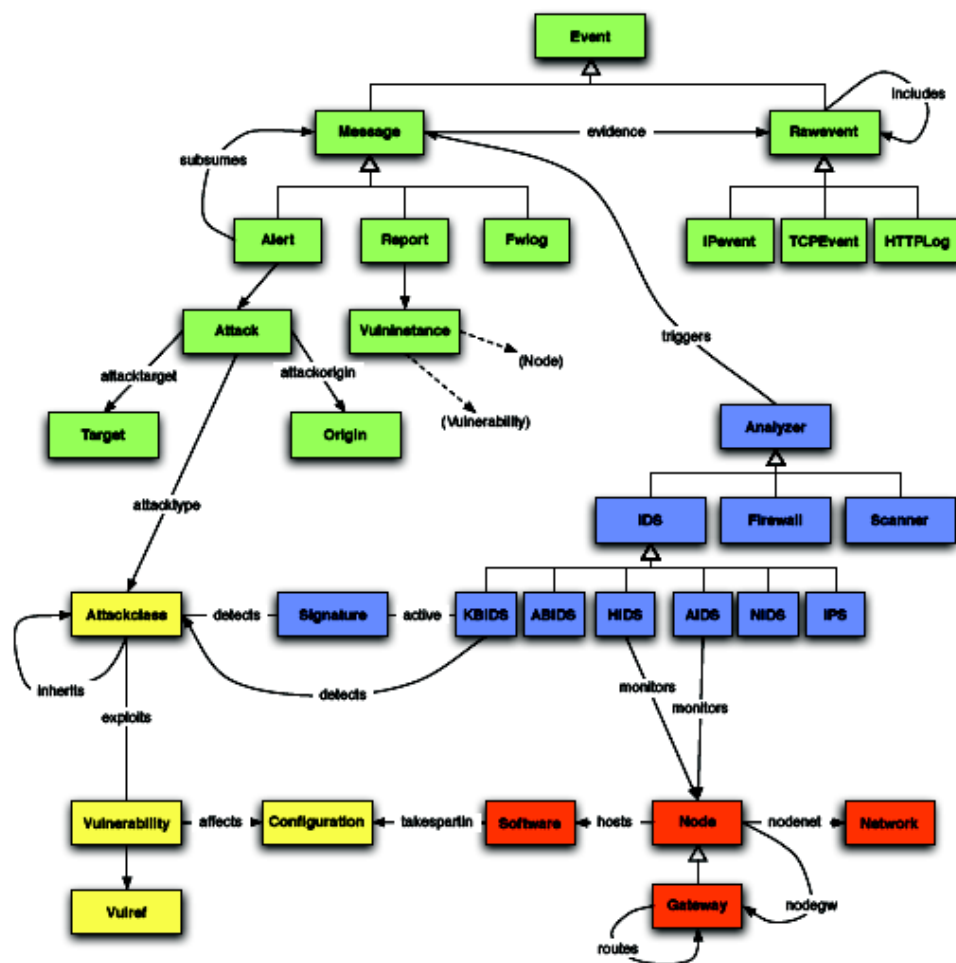 Event
includes
Message
evidence
Rawevent
subsumes
Alert
Report
Fwlog
IPevent
TCPEvent
HTTPLog
Attack
Vulninstance
triggers
(Node)
attacktarget
attackorigin
(Vulnerability)
Target
Origin
Analyzer
attacktype
IDS
Firewall
Scanner
Attackclass
detects
Signature
active
KBIDS
ABIDS
HIDS
AIDS
NIDS
IPS
inherits
detects
monitors
monitors
exploits
Vulnerability
affects
Configuration
takespartin
Software
hosts
Node
nodenet
Network
Vulref
Gateway
nodegw
routes